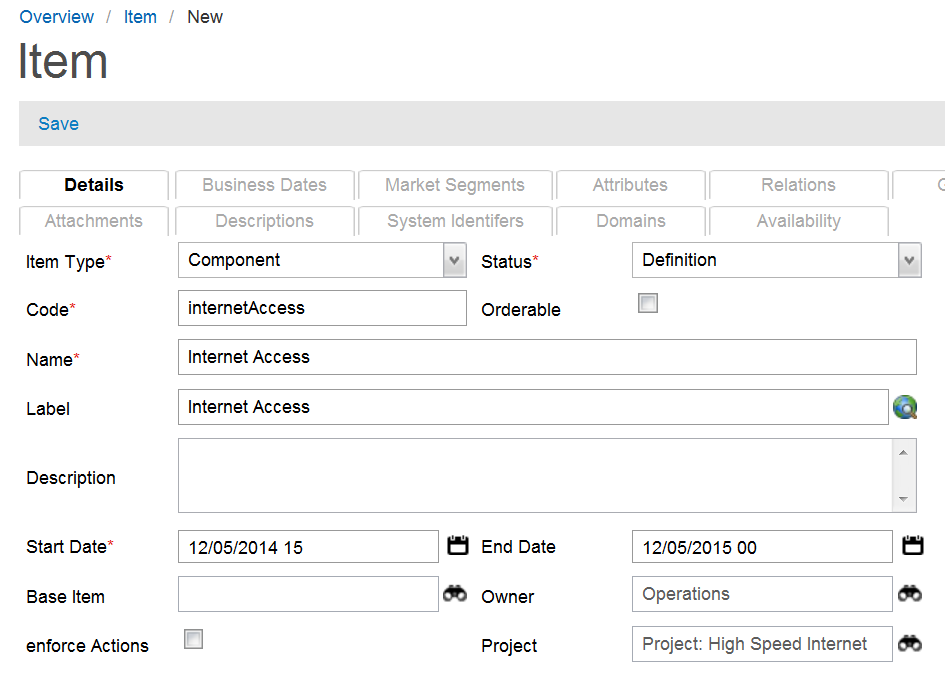 Overview / Item / New
Item
Save
Details Business Dates Market Segments Attributes Relations
Attachments Descriptions System Identifers Domains Availability
Item Type* Component Status* Definition
Code* internetAccess Orderable
Name* Internet Access
Label Internet Access
Description
Start Date* 12/05/2014 15 End Date 12/05/2015 00
Base Item Owner Operations
enforce Actions Project Project: High Speed Internet